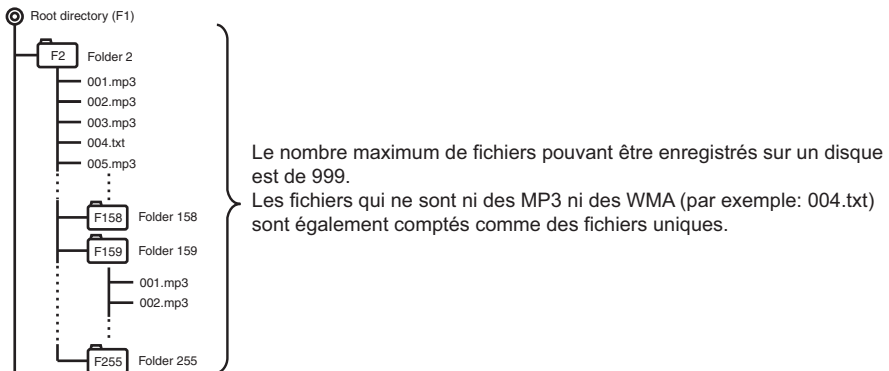 Root directory (F1)
F2 Folder 2
001.mp3
002.mp3
003.mp3
004.txt
005.mp3
F158 Folder 158
F159 Folder 159
001.mp3
002.mp3
F255 Folder 255
Le nombre maximum de fichiers pouvant être enregistrés sur un disque
est de 999.
Les fichiers qui ne sont ni des MP3 ni des WMA (par exemple: 004.txt)
sont également comptés comme des fichiers uniques.